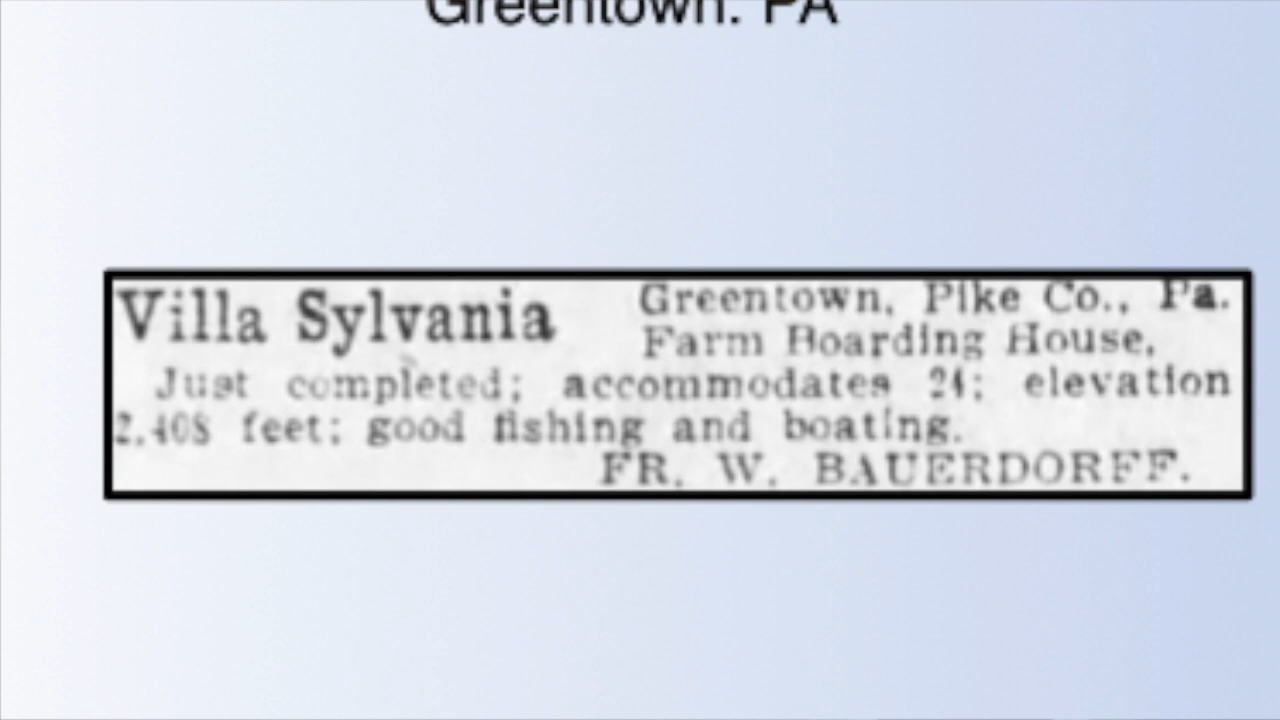 Greentown. PA
Villa Sylvania
Greentown, Pike Co., Pa.
Farm Boarding House,
Just completed; accommodates 24; elevation
2,408 feet; good fishing and boating.
FR. W. BAUERDORFF.